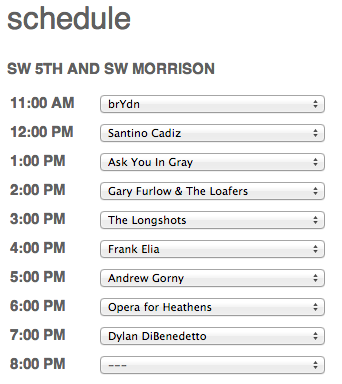 schedule
SW 5TH AND SW MORRISON
11:00 AM brYdn
12:00 PM Santino Cadiz
1:00 PM Ask You In Gray
2:00 PM Gary Furlow & The Loafers
3:00 PM The Longshots
4:00 PM Frank Elia
5:00 PM Andrew Gorny
6:00 PM Opera for Heathens
7:00 PM Dylan DiBenedetto
8:00 PM ---